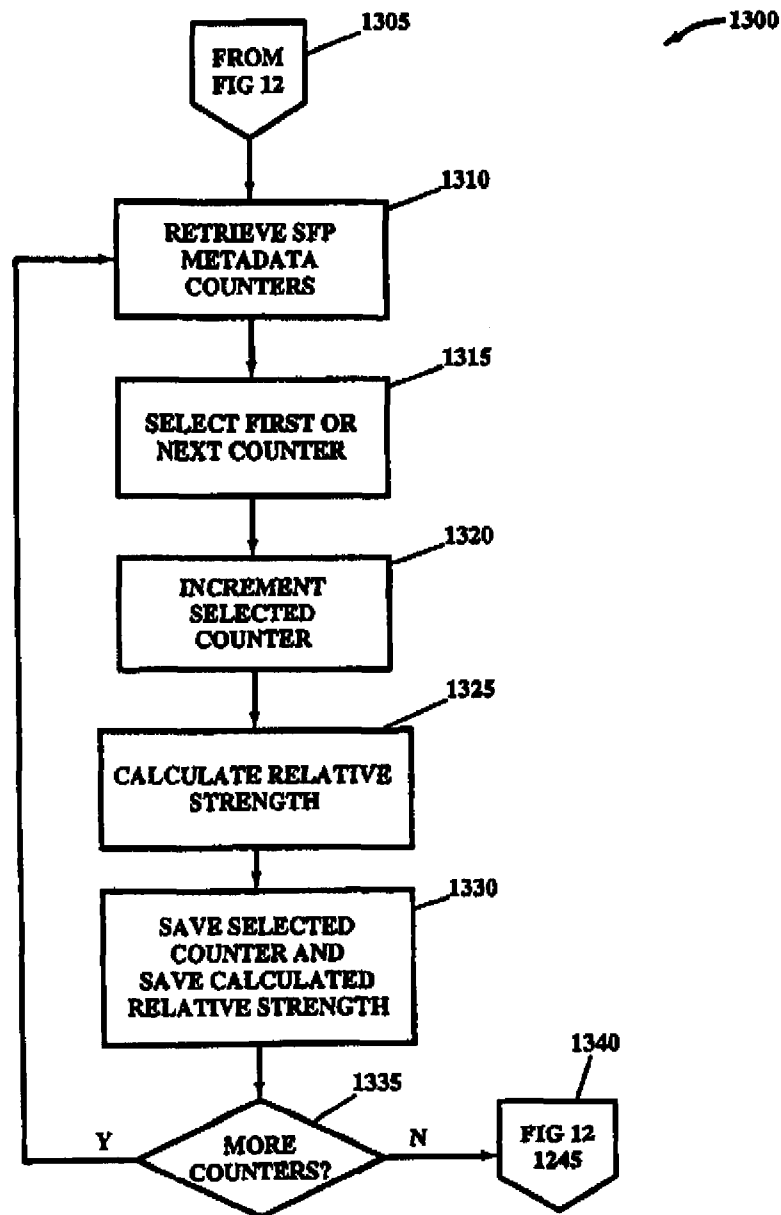 1305
1300
FROM
FIG 12
1310
RETRIEVE SFP
METADATA
COUNTERS
1315
SELECT FIRST OR
NEXT COUNTER
1320
INCREMENT
SELECTED
COUNTER
1325
CALCULATE RELATIVE
STRENGTH
1330
SAVE SELECTED
COUNTER AND
SAVE CALCULATED
RELATIVE STRENGTH
1335
1340
Y
MORE
COUNTERS?
N
FIG 12
1245